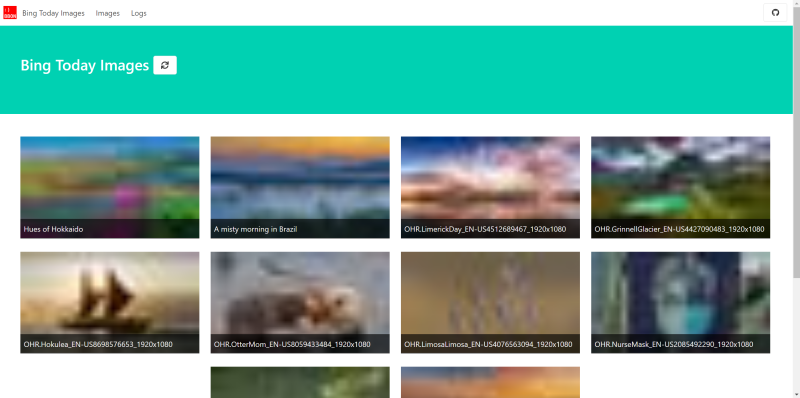 Bing Today Images
Images
Logs
Bing Today Images
Hues of Hokkaido
A misty morning in Brazil
OHR.LimerickDay_EN-US4512689467_1920x1080
OHR.GrinnellGlacier_EN-US4427090483_1920x1080
OHR.Hokulea_EN-US8698576653_1920x1080
OHR.OtterMom_EN-US8059433484_1920x1080
OHR.LimosaLimosa_EN-US4076563094_1920x1080
OHR.NurseMask_EN-US2085492290_1920x1080